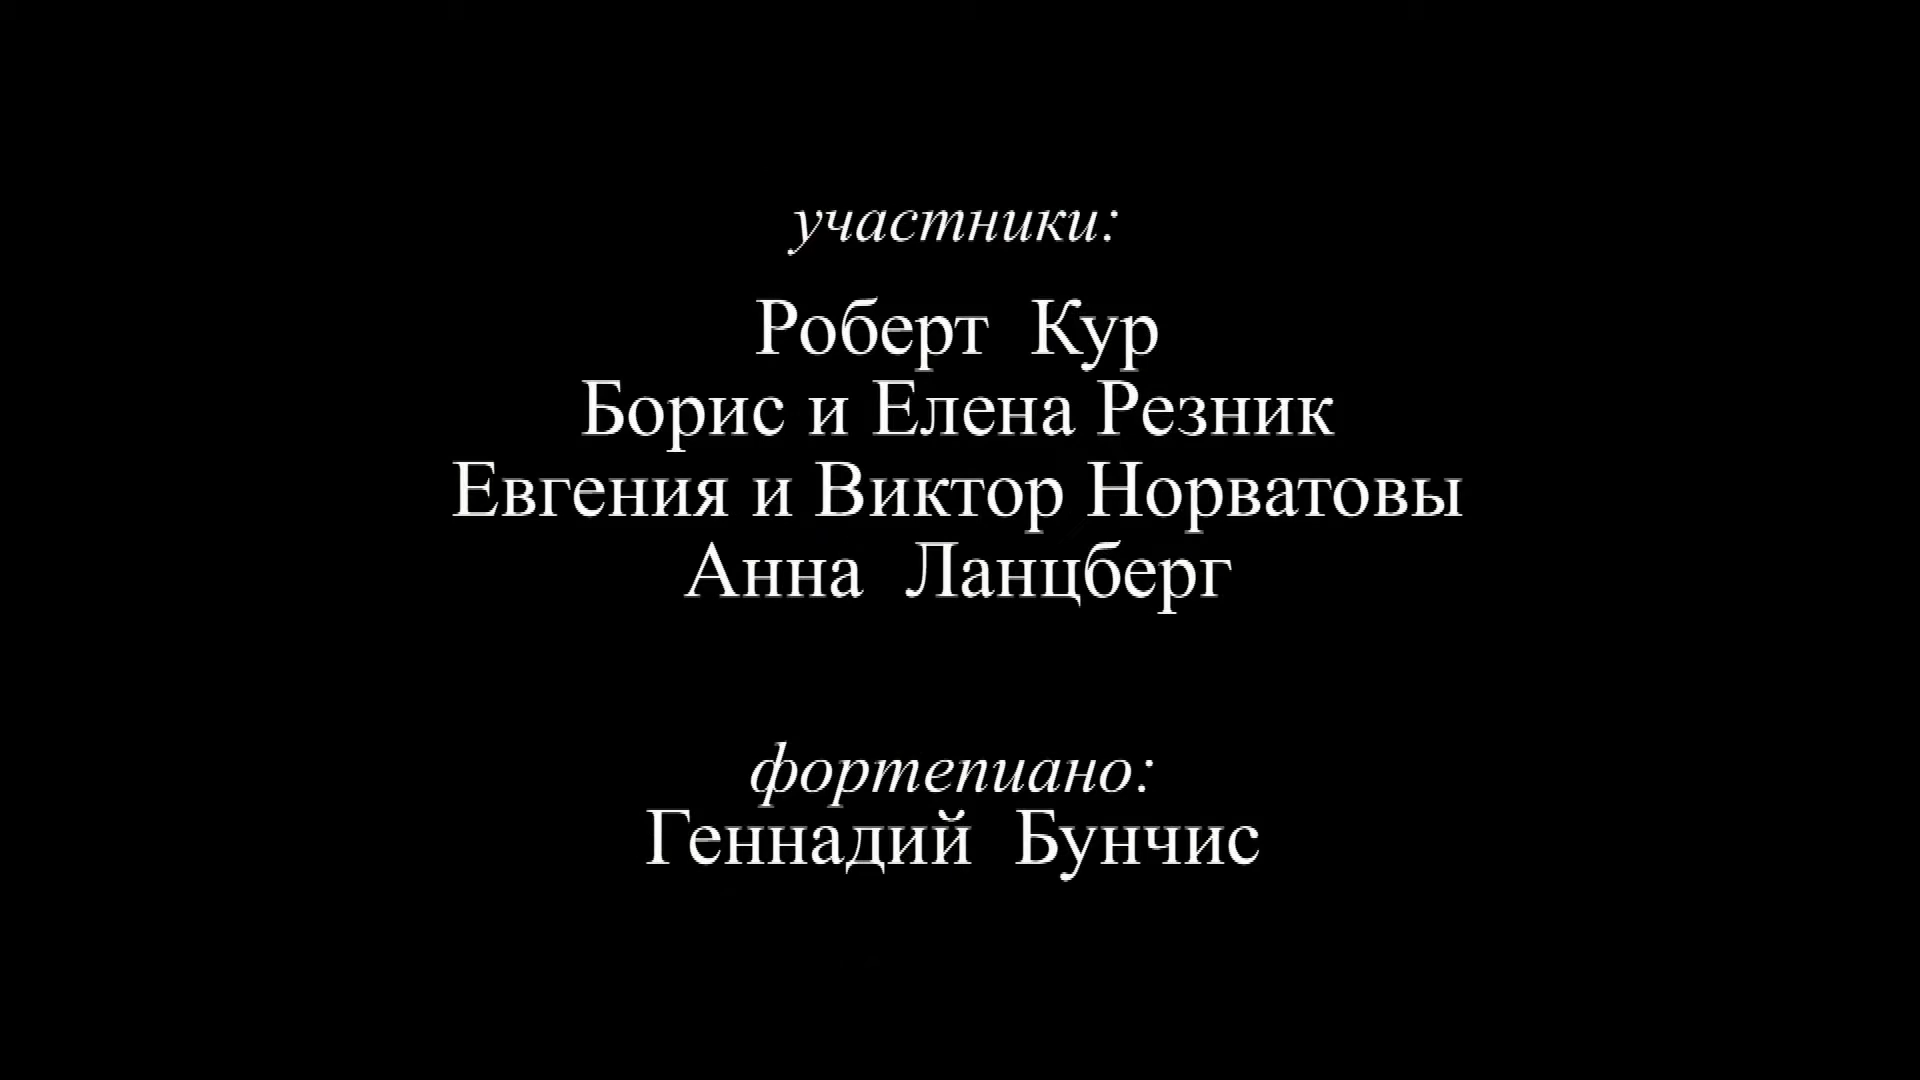 участники:
Роберт Кур
Борис и Елена Резник
Евгения и Виктор Норватовы
Анна Ланцберг
фортепиано:
Геннадий Бунчис